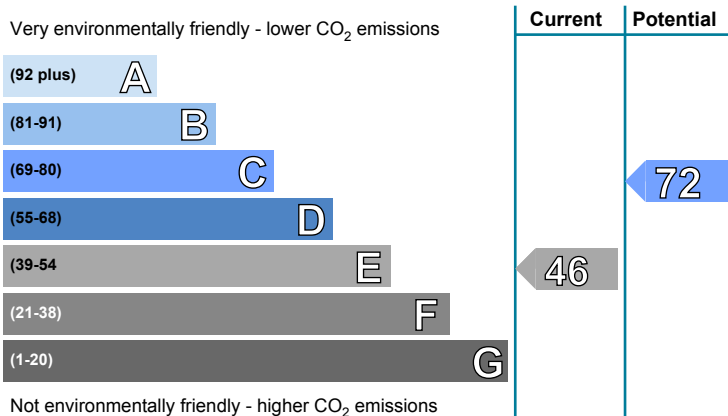 Very environmentally friendly - lower CO2 emissions
Current
Potential
(92 plus) A
(81-91) B
(69-80) C
72
(55-68) D
(39-54 E
46
(21-38) F
(1-20) G
Not environmentally friendly - higher CO2 emissions